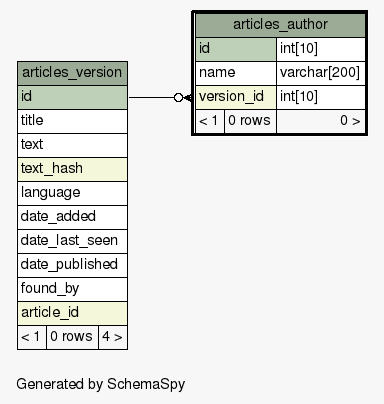 articles_author
id int[10]
name varchar[200]
version_id int[10]
< 1 0 rows 0 >
articles_version
id
title
text
text_hash
language
date_added
date_last_seen
date_published
found_by
article_id
< 1 0 rows 4 >
Generated by SchemaSpy